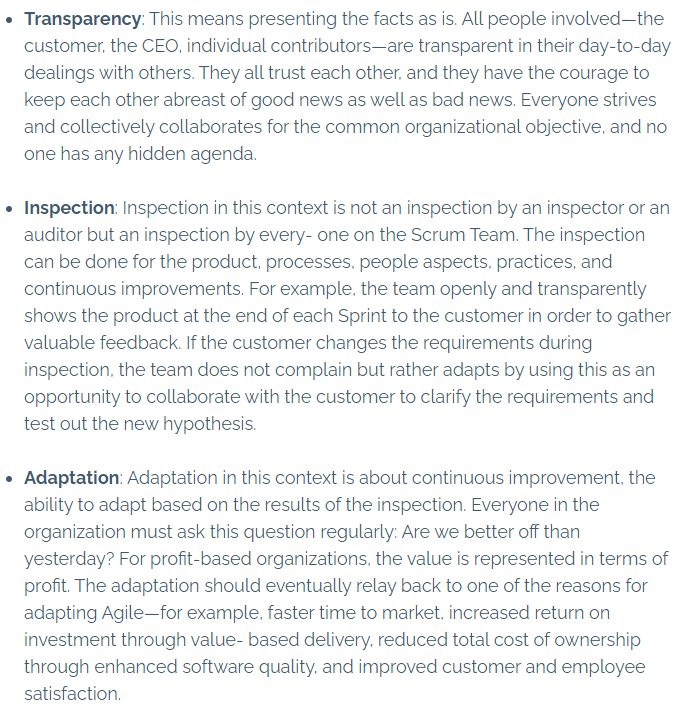 • Transparency: This means presenting the facts as is. All people involved—the
customer, the CEO, individual contributors—are transparent in their day-to-day
dealings with others. They all trust each other, and they have the courage to
keep each other abreast of good news as well as bad news. Everyone strives
and collectively collaborates for the common organizational objective, and no
one has any hidden agenda.
• Inspection: Inspection in this context is not an inspection by an inspector or an
auditor but an inspection by every- one on the Scrum Team. The inspection
can be done for the product, processes, people aspects, practices, and
continuous improvements. For example, the team openly and transparently
shows the product at the end of each Sprint to the customer in order to gather
valuable feedback. If the customer changes the requirements during
inspection, the team does not complain but rather adapts by using this as an
opportunity to collaborate with the customer to clarify the requirements and
test out the new hypothesis.
• Adaptation: Adaptation in this context is about continuous improvement, the
ability to adapt based on the results of the inspection. Everyone in the
organization must ask this question regularly: Are we better off than
yesterday? For profit-based organizations, the value is represented in terms of
profit. The adaptation should eventually relay back to one of the reasons for
adapting Agile—for example, faster time to market, increased return on
investment through value- based delivery, reduced total cost of ownership
through enhanced software quality, and improved customer and employee
satisfaction.